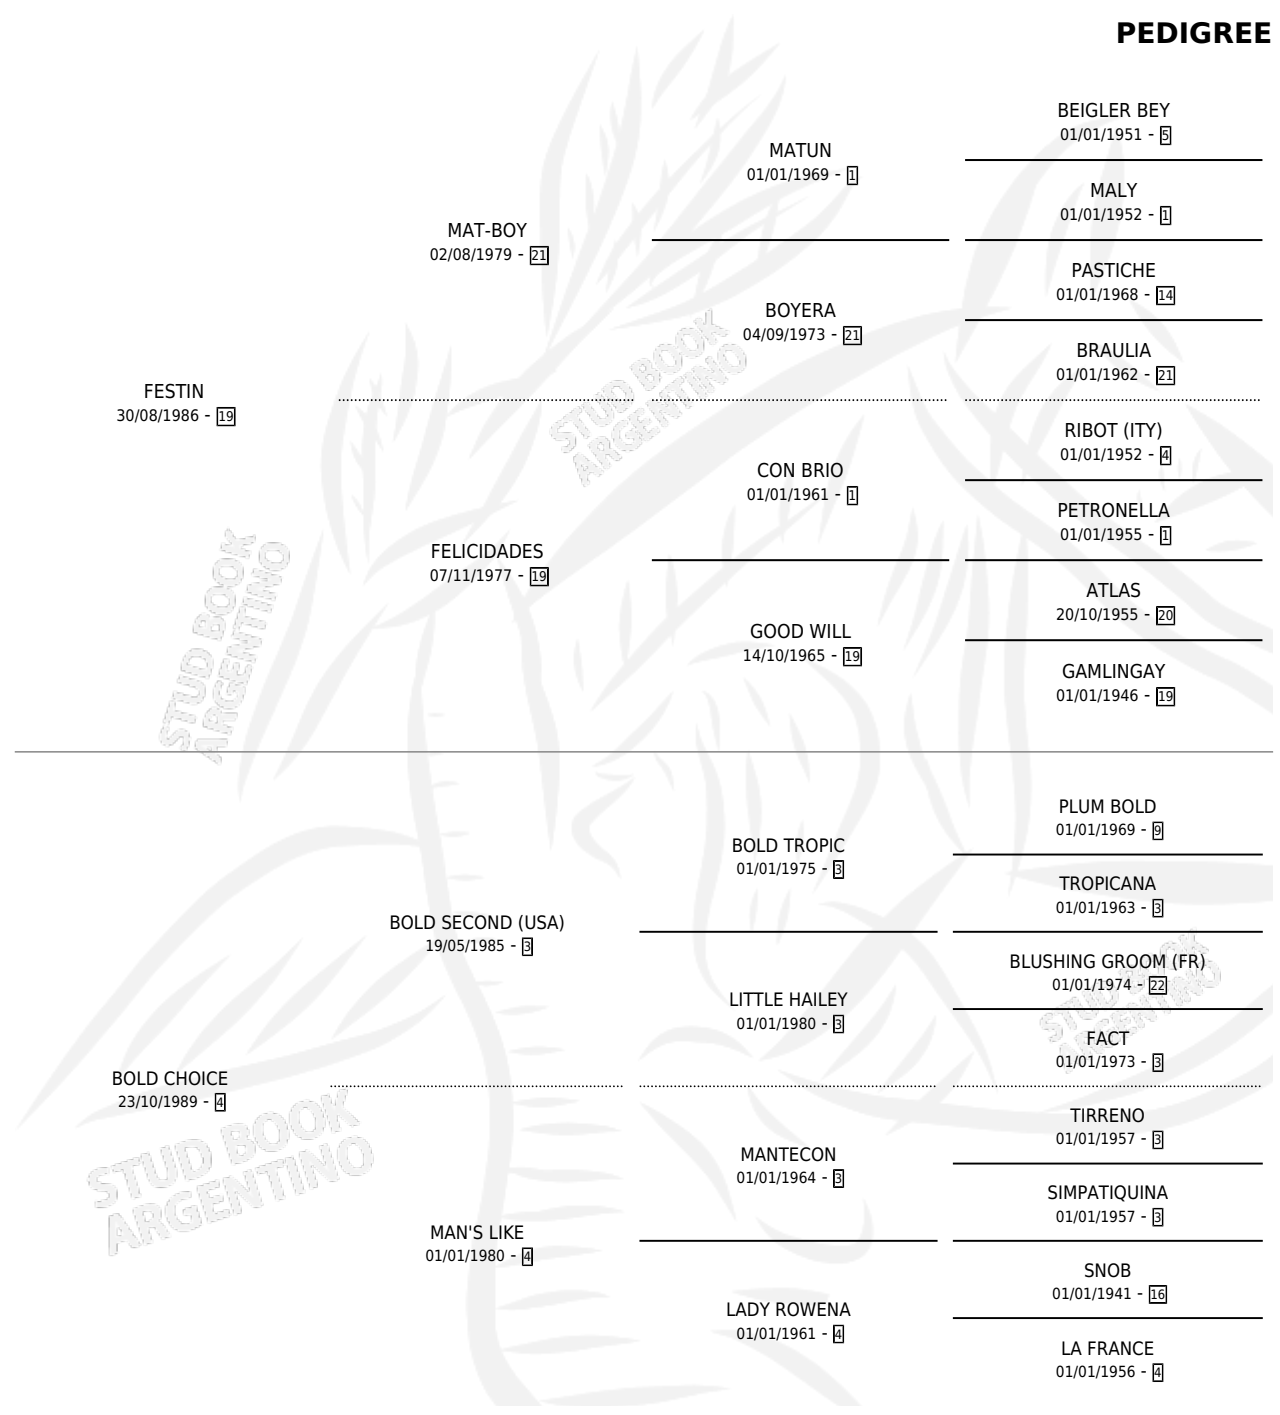 PEDIGREE
BEIGLER BEY
01/01/1951 - 5
MATUN
01/01/1969 - 1
MALY
01/01/1952 - 1
MAT-BOY
02/08/1979 - 21
PASTICHE
01/01/1968 - 14
BOYERA
04/09/1973 - 21
BRAULIA
01/01/1962 - 21
FESTIN
30/08/1986 - 19
RIBOT (ITY)
01/01/1952 - 4
CON BRIO
01/01/1961 - 1
PETRONELLA
01/01/1955 - 1
FELICIDADES
07/11/1977 - 19
ATLAS
20/10/1955 - 20
GOOD WILL
14/10/1965 - 19
GAMLINGAY
01/01/1946 - 19
STUD BOOK
ARGENTINO
STUD BOOK
ARGENTINO
PLUM BOLD
01/01/1969 - 9
BOLD TROPIC
01/01/1975 - 3
TROPICANA
01/01/1963 - 3
BOLD SECOND (USA)
19/05/1985 - 3
BLUSHING GROOM (FR)
01/01/1974 - 22
LITTLE HAILEY
01/01/1980 - 3
FACT
01/01/1973 - 3
BOLD CHOICE
23/10/1989 - 4
TIRRENO
01/01/1957 - 3
MANTECON
01/01/1964 - 3
SIMPATIQUINA
01/01/1957 - 3
MAN'S LIKE
01/01/1980 - 4
SNOB
01/01/1941 - 16
LADY ROWENA
01/01/1961 - 4
LA FRANCE
01/01/1956 - 4
STUD BOOK
ARGENTINO
STUD BOOK
ARGENTINO